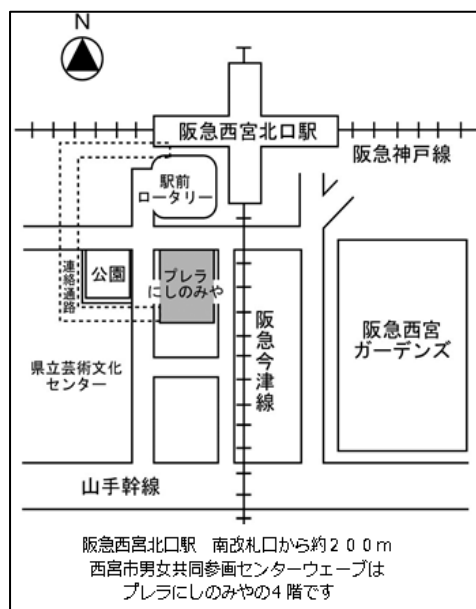 N
阪急西宮北口駅
阪急神戸線
駅前
ロータリー
連絡通路
公園
プレラ
にしのみや
阪急今津線
阪急西宮
ガーデンズ
県立芸術文化
センター
山手幹線
阪急西宮北口駅　南改札口から約２００ｍ
西宮市男女共同参画センターウェーブは
プレラにしのみやの４階です